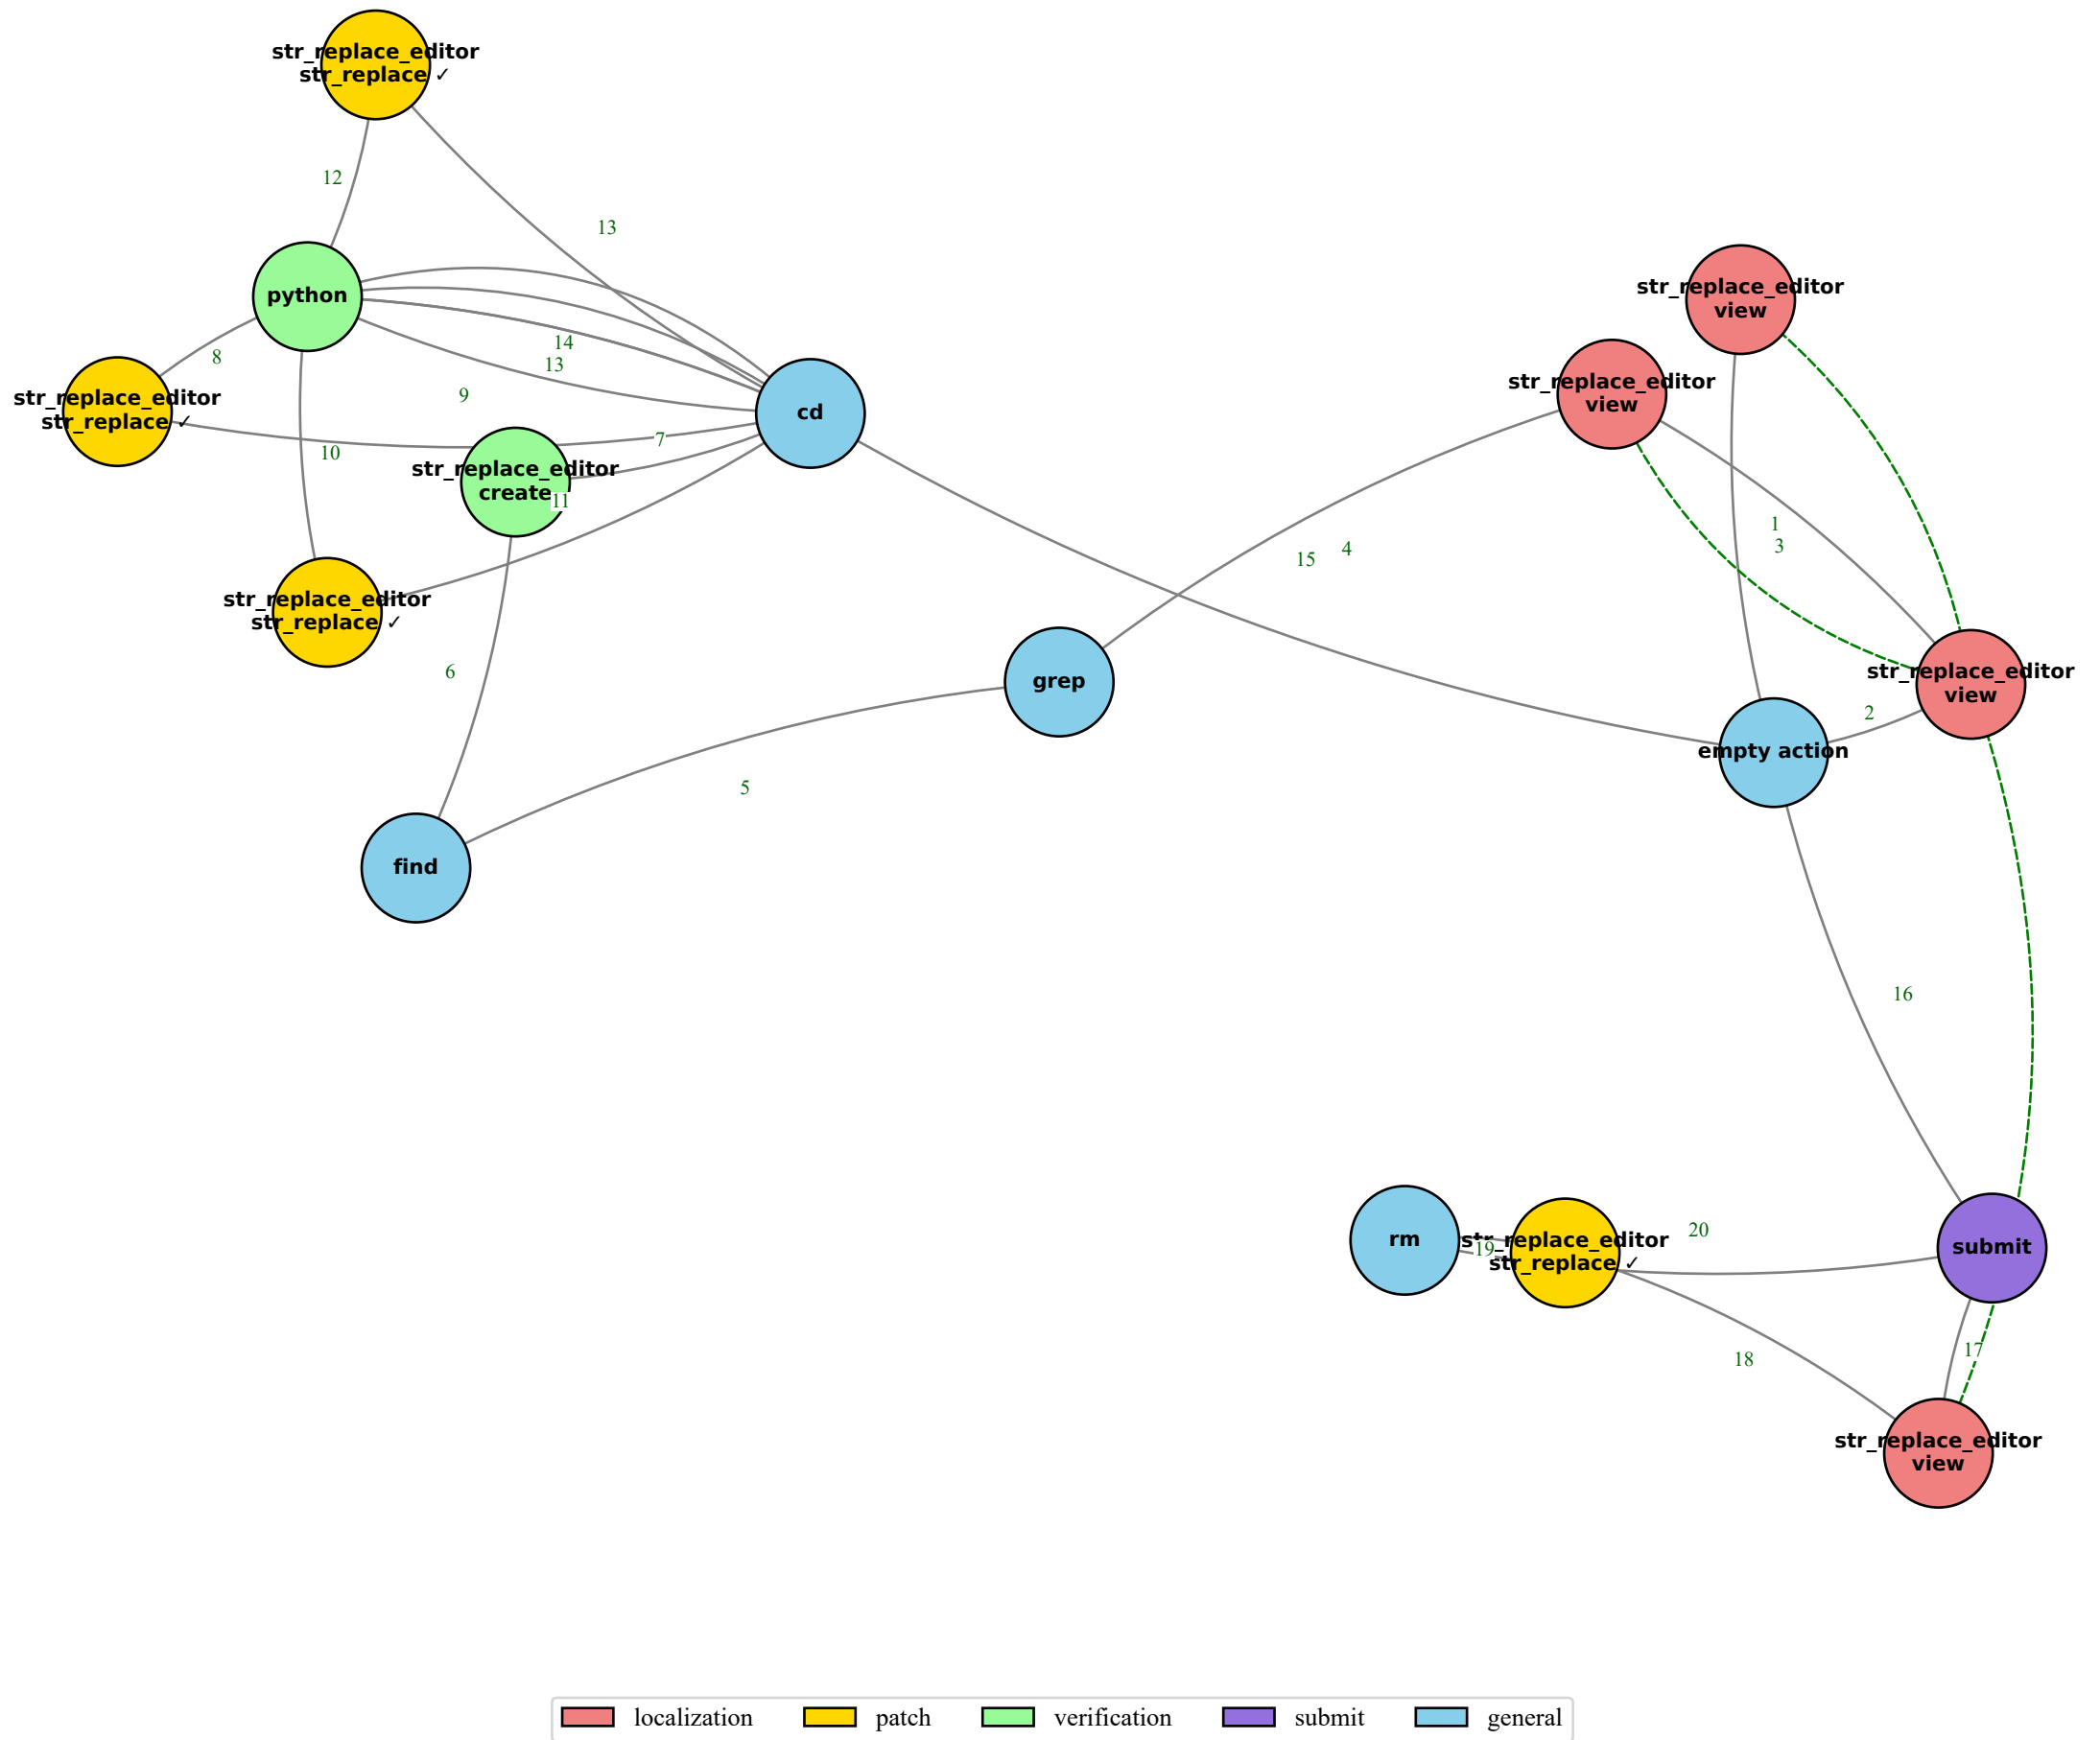 str_replace_editor
str_replace ✓
12
13
python
str_replace_editor
view
14
13
8
str_replace_editor
view
str_replace_editor
str_replace ✓
9
cd
7
10
str_replace_editor
create
11
1
3
15
4
str_replace_editor
str_replace ✓
6
grep
str_replace_editor
view
2
empty action
5
find
16
rm
19
str_replace_editor
str_replace ✓
20
submit
17
18
str_replace_editor
view
localization
patch
verification
submit
general